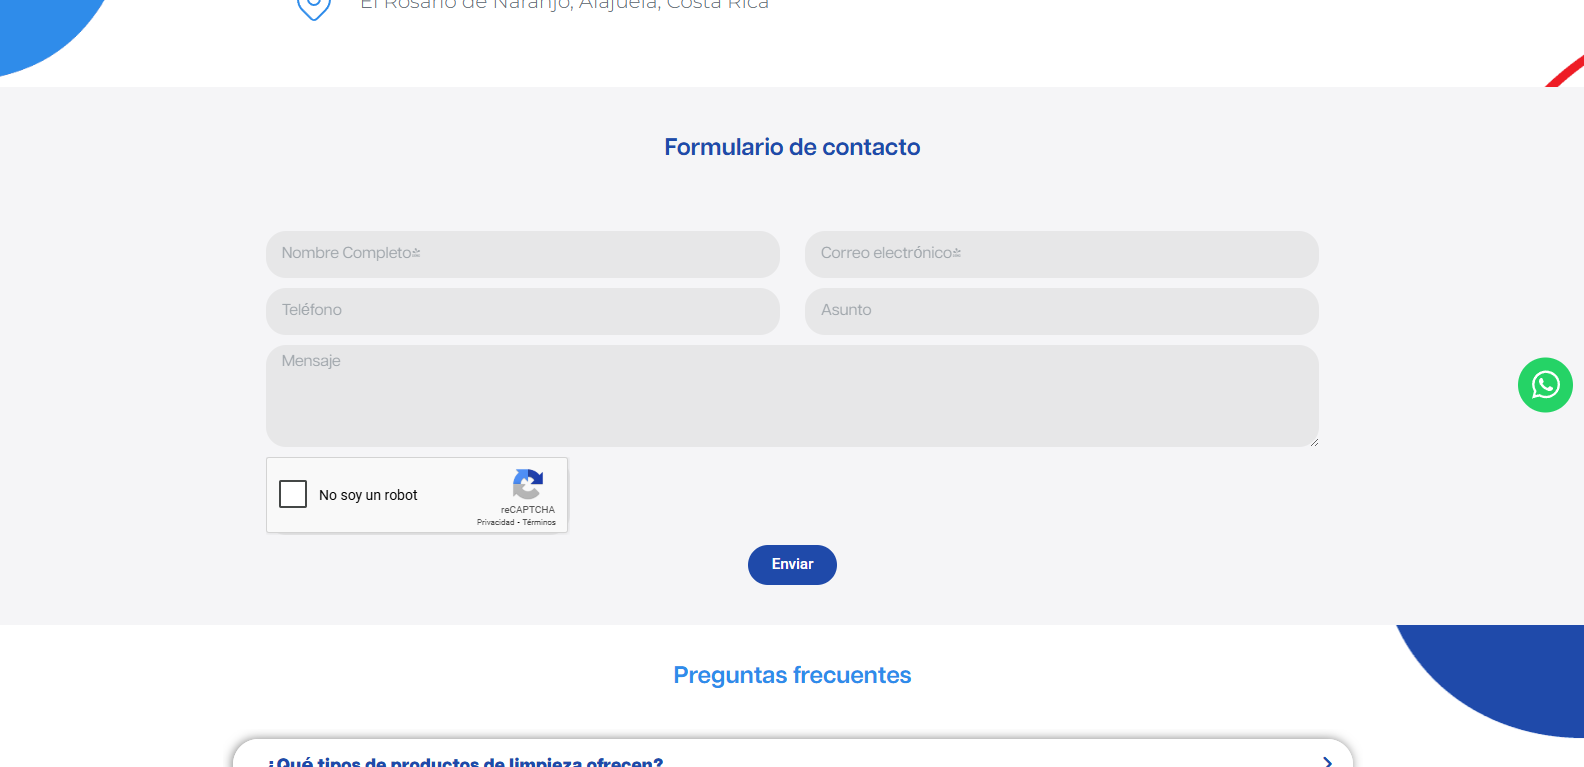 El Rosario de Naranjo, Alajuela, Costa Rica
Formulario de contacto
Nombre Completo*
Correo electrónico*
Teléfono
Asunto
Mensaje
No soy un robot
reCAPTCHA
Privacidad - Términos
Enviar
Preguntas frecuentes
¿Qué tipos de productos de limpieza ofrecen?